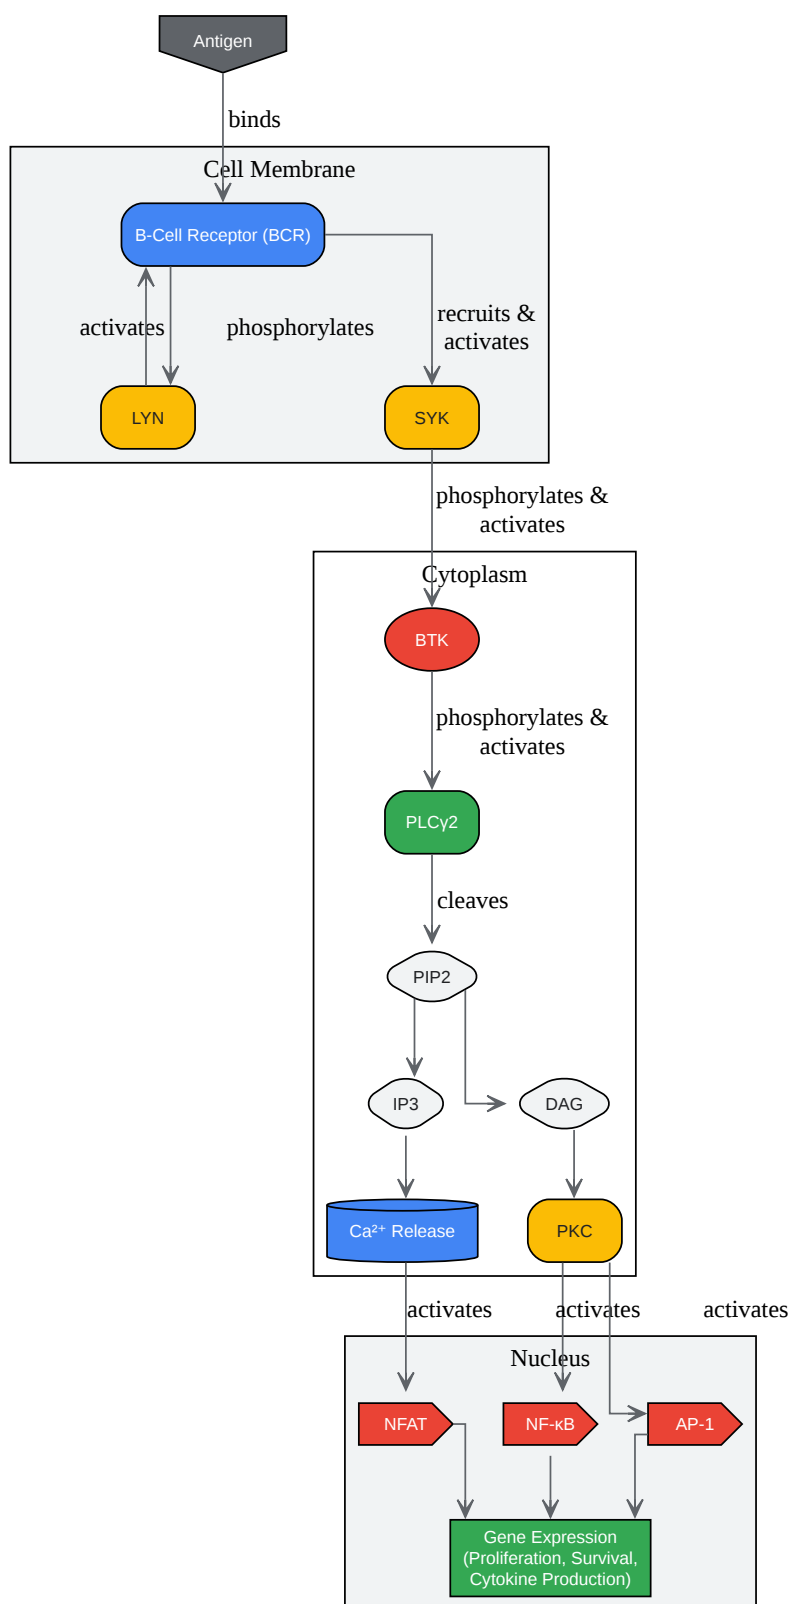 Antigen
binds
Cell Membrane
B-Cell Receptor (BCR)
activates
phosphorylates
recruits &
activates
LYN
SYK
phosphorylates &
activates
Cytoplasm
BTK
phosphorylates &
activates
PLCγ2
cleaves
PIP2
IP3
DAG
Ca²⁺ Release
PKC
activates
activates
activates
Nucleus
NFAT
NF-κB
AP-1
Gene Expression
(Proliferation, Survival,
Cytokine Production)